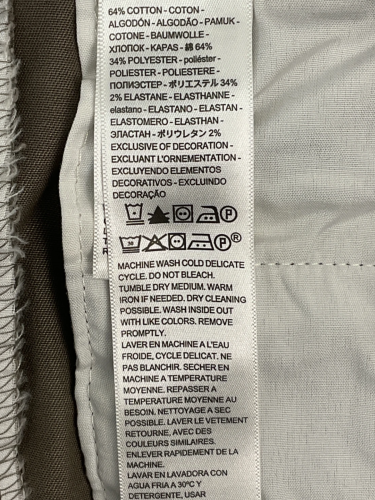 64% COTTON - COTON -
ALGODÓN - ALGODÃO - PAMUK -
COTONE - BAUMWOLLE -
ХЛОПОК - KAPAS - 綿 64%
34% POLYESTER - poliéster -
POLIESTER - POLIESTERE -
ПОЛИЭСТЕР - ポリエステル 34%
2% ELASTANE - ELASTHANNE -
elastano - ELASTANO - ELASTAN -
ELASTOMERO - ELASTHAN -
ЭЛАСТАН - ポリウレタン 2%
EXCLUSIVE OF DECORATION -
EXCLUANT L'ORNEMENTATION -
EXCLUYENDO ELEMENTOS
DECORATIVOS - EXCLUINDO
DECORAÇÃO
30 P
30 P®
MACHINE WASH COLD DELICATE
CYCLE. DO NOT BLEACH.
TUMBLE DRY MEDIUM. WARM
IRON IF NEEDED. DRY CLEANING
POSSIBLE. WASH INSIDE OUT
WITH LIKE COLORS. REMOVE
PROMPTLY.
LAVER EN MACHINE A L'EAU
FROIDE, CYCLE DELICAT. NE
PAS BLANCHIR. SECHER EN
MACHINE A TEMPERATURE
MOYENNE. REPASSER A
TEMPERATURE MOYENNE AU
BESOIN. NETTOYAGE A SEC
POSSIBLE. LAVER LE VETEMENT
RETOURNE, AVEC DES
COULEURS SIMILAIRES.
ENLEVER RAPIDEMENT DE LA
MACHINE.
LAVAR EN LAVADORA CON
AGUA FRIA A 30ºC Y
DETERGENTE, USAR